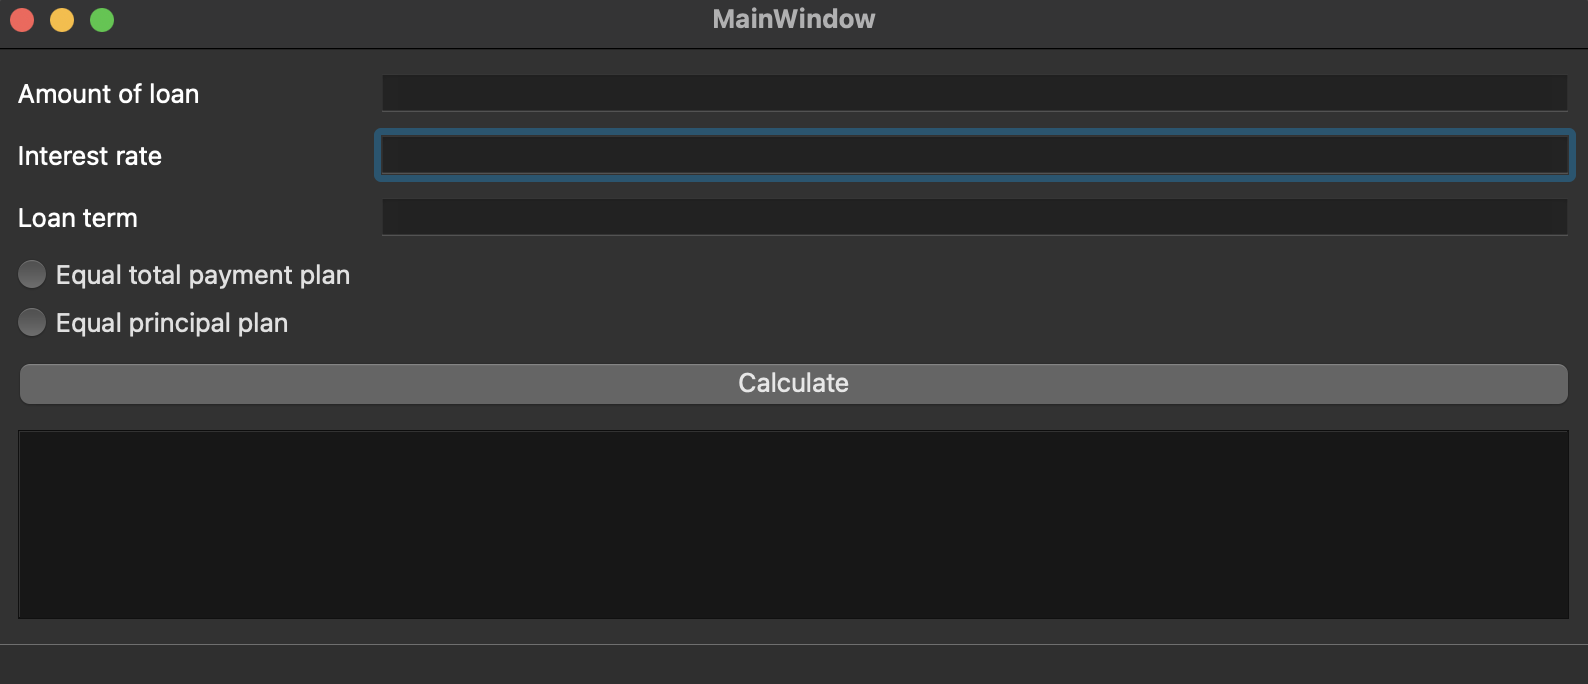 MainWindow
Amount of loan
Interest rate
Loan term
Equal total payment plan
Equal principal plan
Calculate